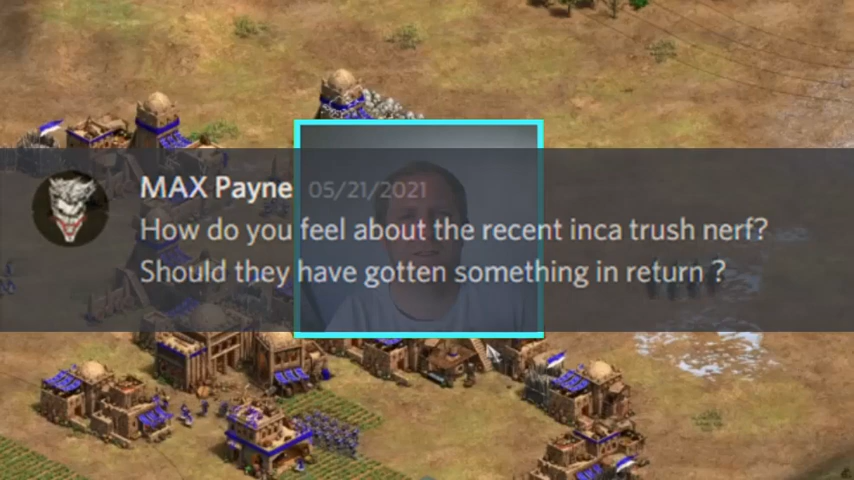 MAX Payne 05/21/2021
How do you feel about the recent inca trush nerf?
Should they have gotten something in return ?